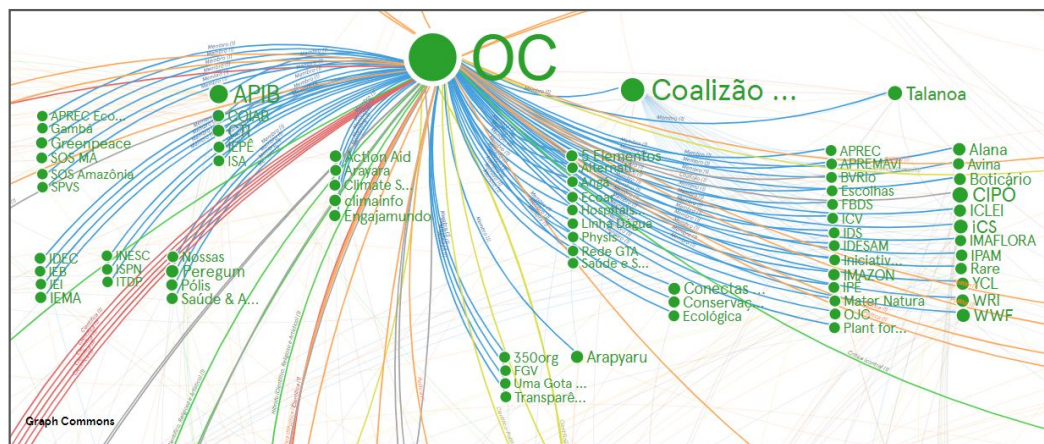 OC
APIB
Coalizão ...
Talanoa
APREC Eco...
Gambá
Greenpeace
SOS MA
SOS Amazônia
SPVS
COIAB
CTI
IEPÉ
ISA
Action Aid
Arayara
Climate S...
climainfo
Engajamundo
5 Elementos
Alternati...
Ecoar
Hospitais...
Linha Dágua
Physis
Rede GTA
Saúde e S...
APREC
APREMAVI
BVRio
Escolhas
FBDS
ICV
IDS
IDESAM
Iniciativ...
IMAZON
IPÊ
Mater Natura
OJC
Plant for...
Alana
Avina
Boticário
CIPO
ICLEI
iCS
IMAFLORA
IPAM
Rare
YCL
WRI
WWF
IDEC
IEB
IEI
IEMA
INESC
ISPN
ITDP
Nossas
Peregum
Pólis
Saúde & A...
Conectas ...
Conservaç...
Ecológica
350org
FGV
Uma Gota ...
Transparê...
Arapyaru
Graph Commons